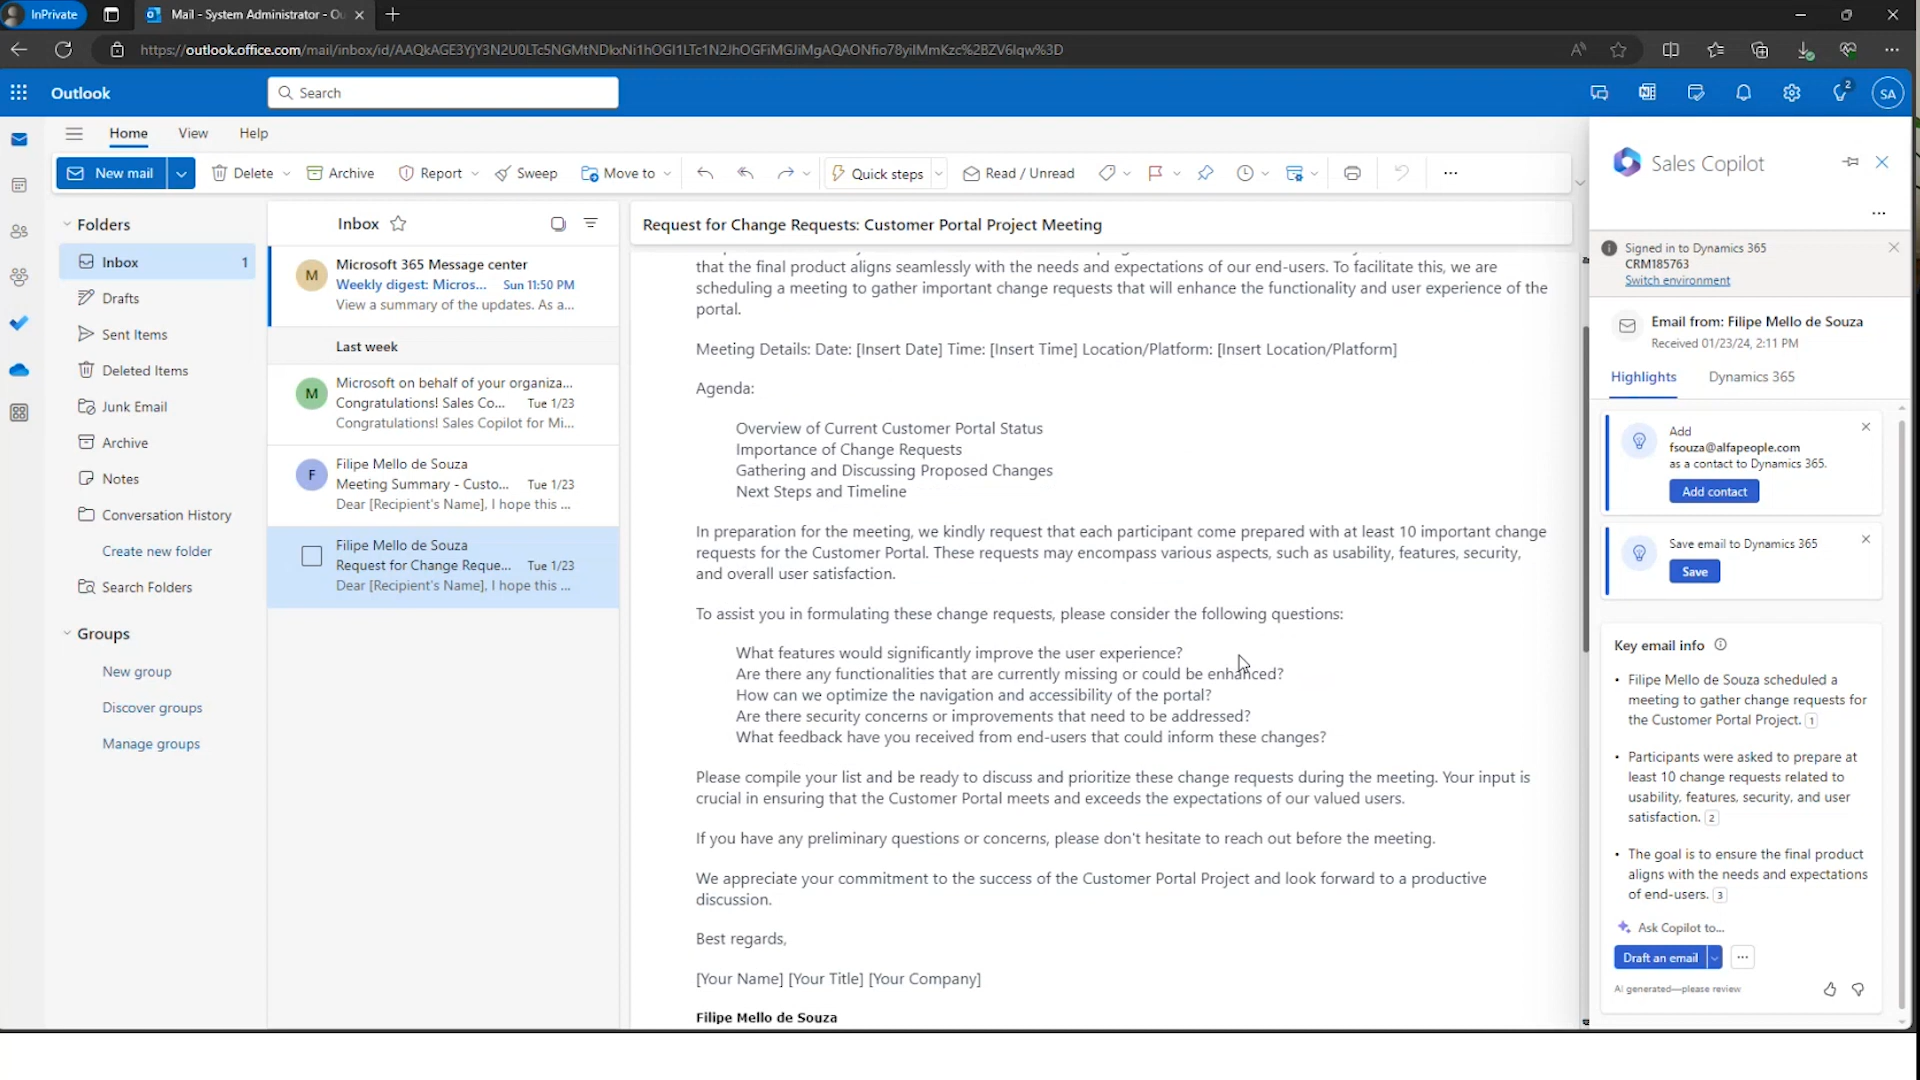 InPrivate
Mail - System Administrator - Ou
https://outlook.office.com/mail/inbox/id/
Outlook
Search
2
SA
Home
View
Help
New mail
Delete
Archive
Report
Sweep
Move to
Quick steps
Read / Unread
Folders
Inbox
1
Drafts
Sent Items
Deleted Items
Junk Email
Archive
Notes
Conversation History
Create new folder
Search Folders
Groups
New group
Discover groups
Manage groups
Inbox
M
Microsoft 365 Message center
Weekly digest: Micros... Sun 11:50 PM
View a summary of the updates. As a...
Last week
M
Microsoft on behalf of your organiza...
Congratulations! Sales Co... Tue 1/23
Congratulations! Sales Copilot for Mi...
F
Filipe Mello de Souza
Meeting Summary - Custo... Tue 1/23
Dear [Recipient's Name], I hope this ...
Filipe Mello de Souza
Request for Change Reque... Tue 1/23
Dear [Recipient's Name], I hope this ...
Request for Change Requests: Customer Portal Project Meeting
that the final product aligns seamlessly with the needs and expectations of our end-users. To facilitate this, we are
scheduling a meeting to gather important change requests that will enhance the functionality and user experience of the
portal.
Meeting Details: Date: [Insert Date] Time: [Insert Time] Location/Platform: [Insert Location/Platform]
Agenda:
Overview of Current Customer Portal Status
Importance of Change Requests
Gathering and Discussing Proposed Changes
Next Steps and Timeline
In preparation for the meeting, we kindly request that each participant come prepared with at least 10 important change
requests for the Customer Portal. These requests may encompass various aspects, such as usability, features, security,
and overall user satisfaction.
To assist you in formulating these change requests, please consider the following questions:
What features would significantly improve the user experience?
Are there any functionalities that are currently missing or could be enhanced?
How can we optimize the navigation and accessibility of the portal?
Are there security concerns or improvements that need to be addressed?
What feedback have you received from end-users that could inform these changes?
Please compile your list and be ready to discuss and prioritize these change requests during the meeting. Your input is
crucial in ensuring that the Customer Portal meets and exceeds the expectations of our valued users.
If you have any preliminary questions or concerns, please don't hesitate to reach out before the meeting.
We appreciate your commitment to the success of the Customer Portal Project and look forward to a productive
discussion.
Best regards,
[Your Name] [Your Title] [Your Company]
Filipe Mello de Souza
Sales Copilot
Signed in to Dynamics 365
CRM185763
Switch environment
Email from: Filipe Mello de Souza
Received 01/23/24, 2:11 PM
Highlights
Dynamics 365
Add
fsouza@alfapeople.com
as a contact to Dynamics 365.
Add contact
Save email to Dynamics 365
Save
Key email info
• Filipe Mello de Souza scheduled a
meeting to gather change requests for
the Customer Portal Project. 1
• Participants were asked to prepare at
least 10 change requests related to
usability, features, security, and user
satisfaction. 2
• The goal is to ensure the final product
aligns with the needs and expectations
of end-users. 3
Ask Copilot to...
Draft an email
AI generated—please review